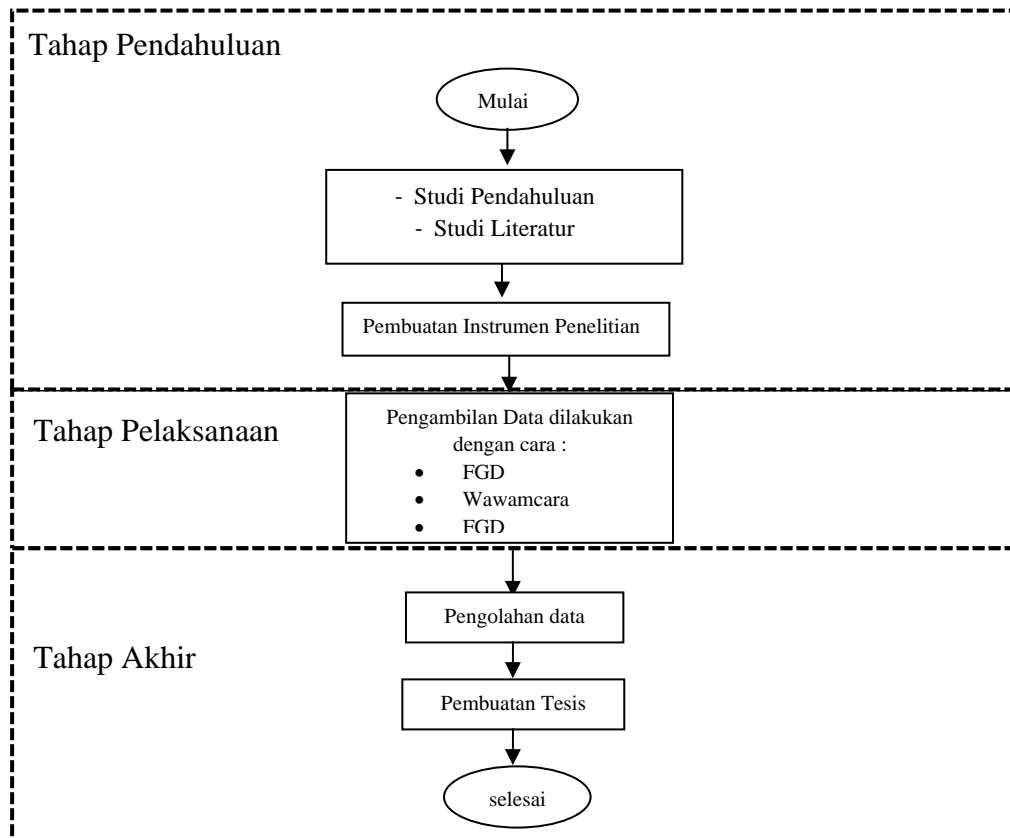 Tahap Pendahuluan
Mulai
- Studi Pendahuluan
- Studi Literatur
Pembuatan Instrumen Penelitian
Tahap Pelaksanaan
Pengambilan Data dilakukan
dengan cara :
• FGD
• Wawamcara
• FGD
Pengolahan data
Tahap Akhir
Pembuatan Tesis
selesai